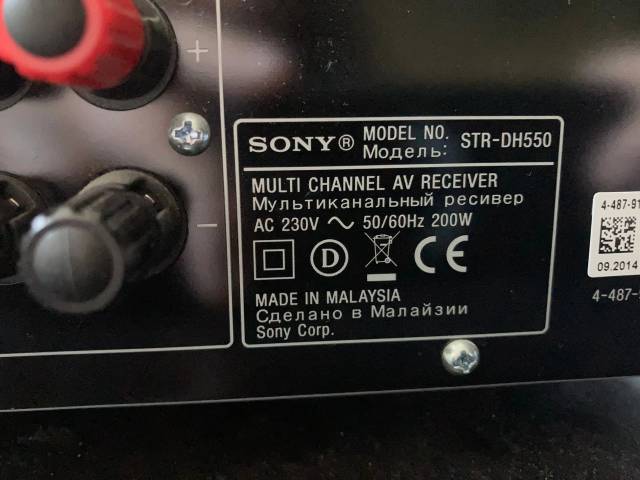 +
SONY® MODEL NO. STR-DH550
Модель:
MULTI CHANNEL AV RECEIVER
Мультиканальный ресивер
AC 230V ~ 50/60Hz 200W
D CE
MADE IN MALAYSIA
Сделано в Малайзии
Sony Corp.
−
4-487-91
09.2014
4-487-9